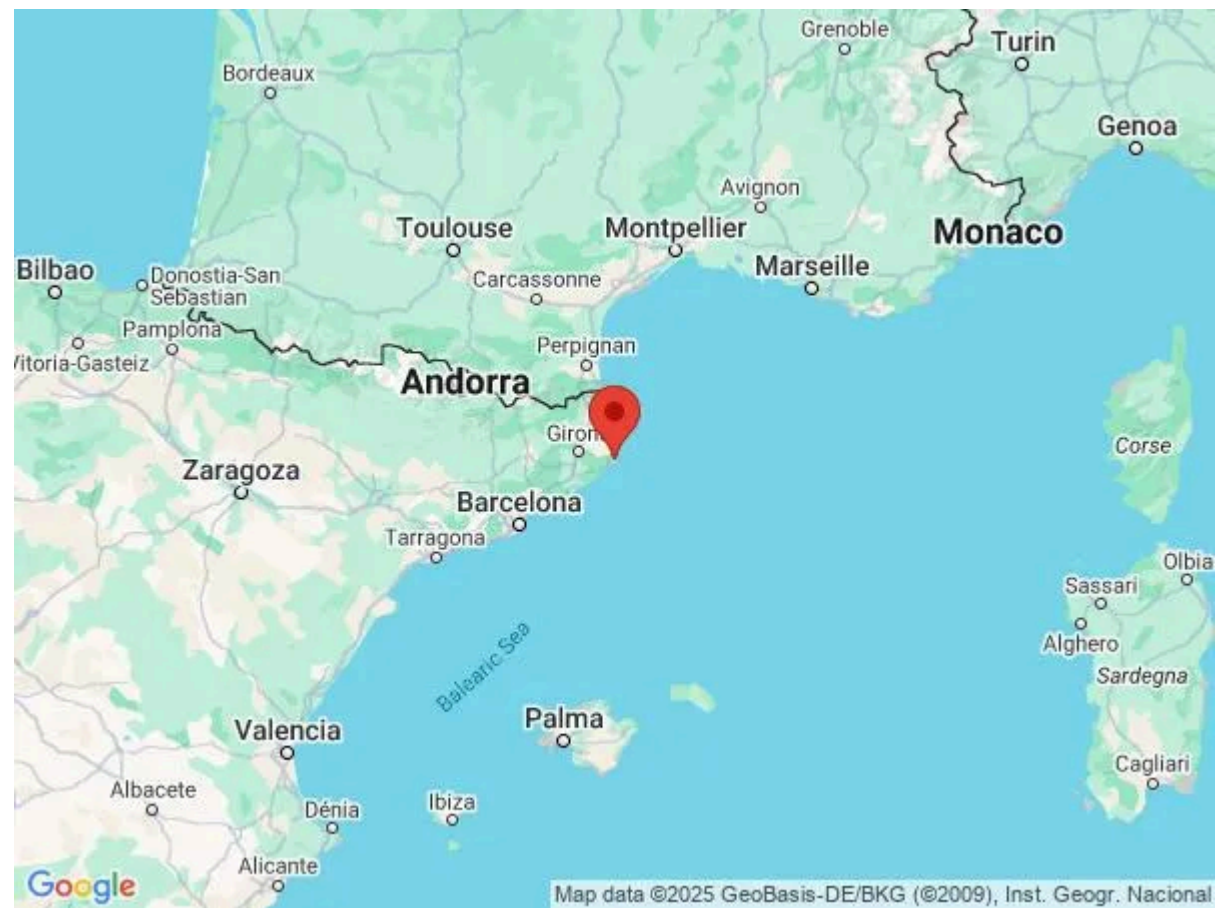 Grenoble
Turin
Bordeaux
Genoa
Avignon
Toulouse
Montpellier
Monaco
Marseille
Bilbao
Donostia-San
Sebastian
Carcassonne
Pamplona
Vitoria-Gasteiz
Perpignan
Andorra
Giron
Corse
Zaragoza
Barcelona
Tarragona
Olbia
Sassari
Alghero
Balearic Sea
Sardegna
Palma
Valencia
Cagliari
Albacete
Ibiza
Dénia
Alicante
Google
Map data ©2025 GeoBasis-DE/BKG (©2009), Inst. Geogr. Nacional